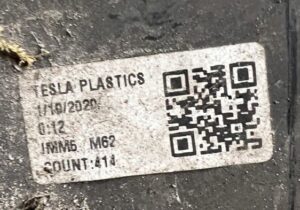 TESLA PLASTICS
1/10/2020
0:12
IMM6 M62
COUNT:414